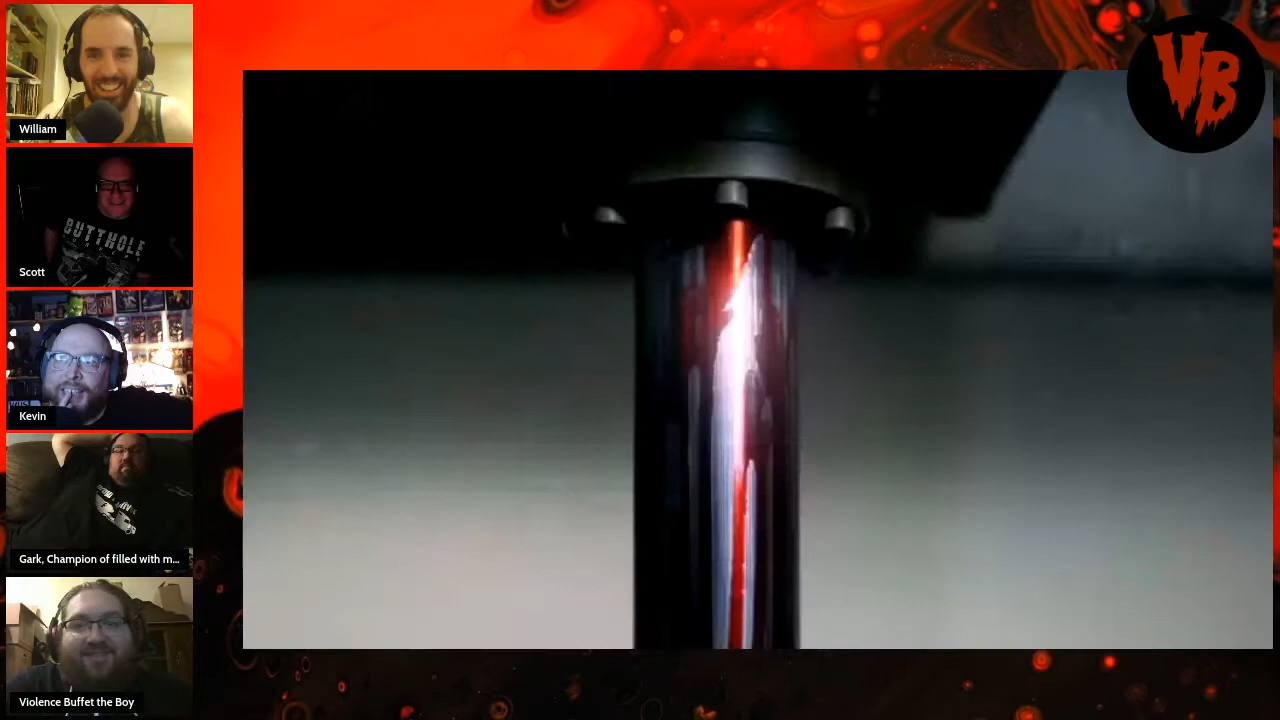 VB
William
BUTTHOLE
Scott
Kevin
Gark, Champion of filled with m...
Violence Buffet the Boy